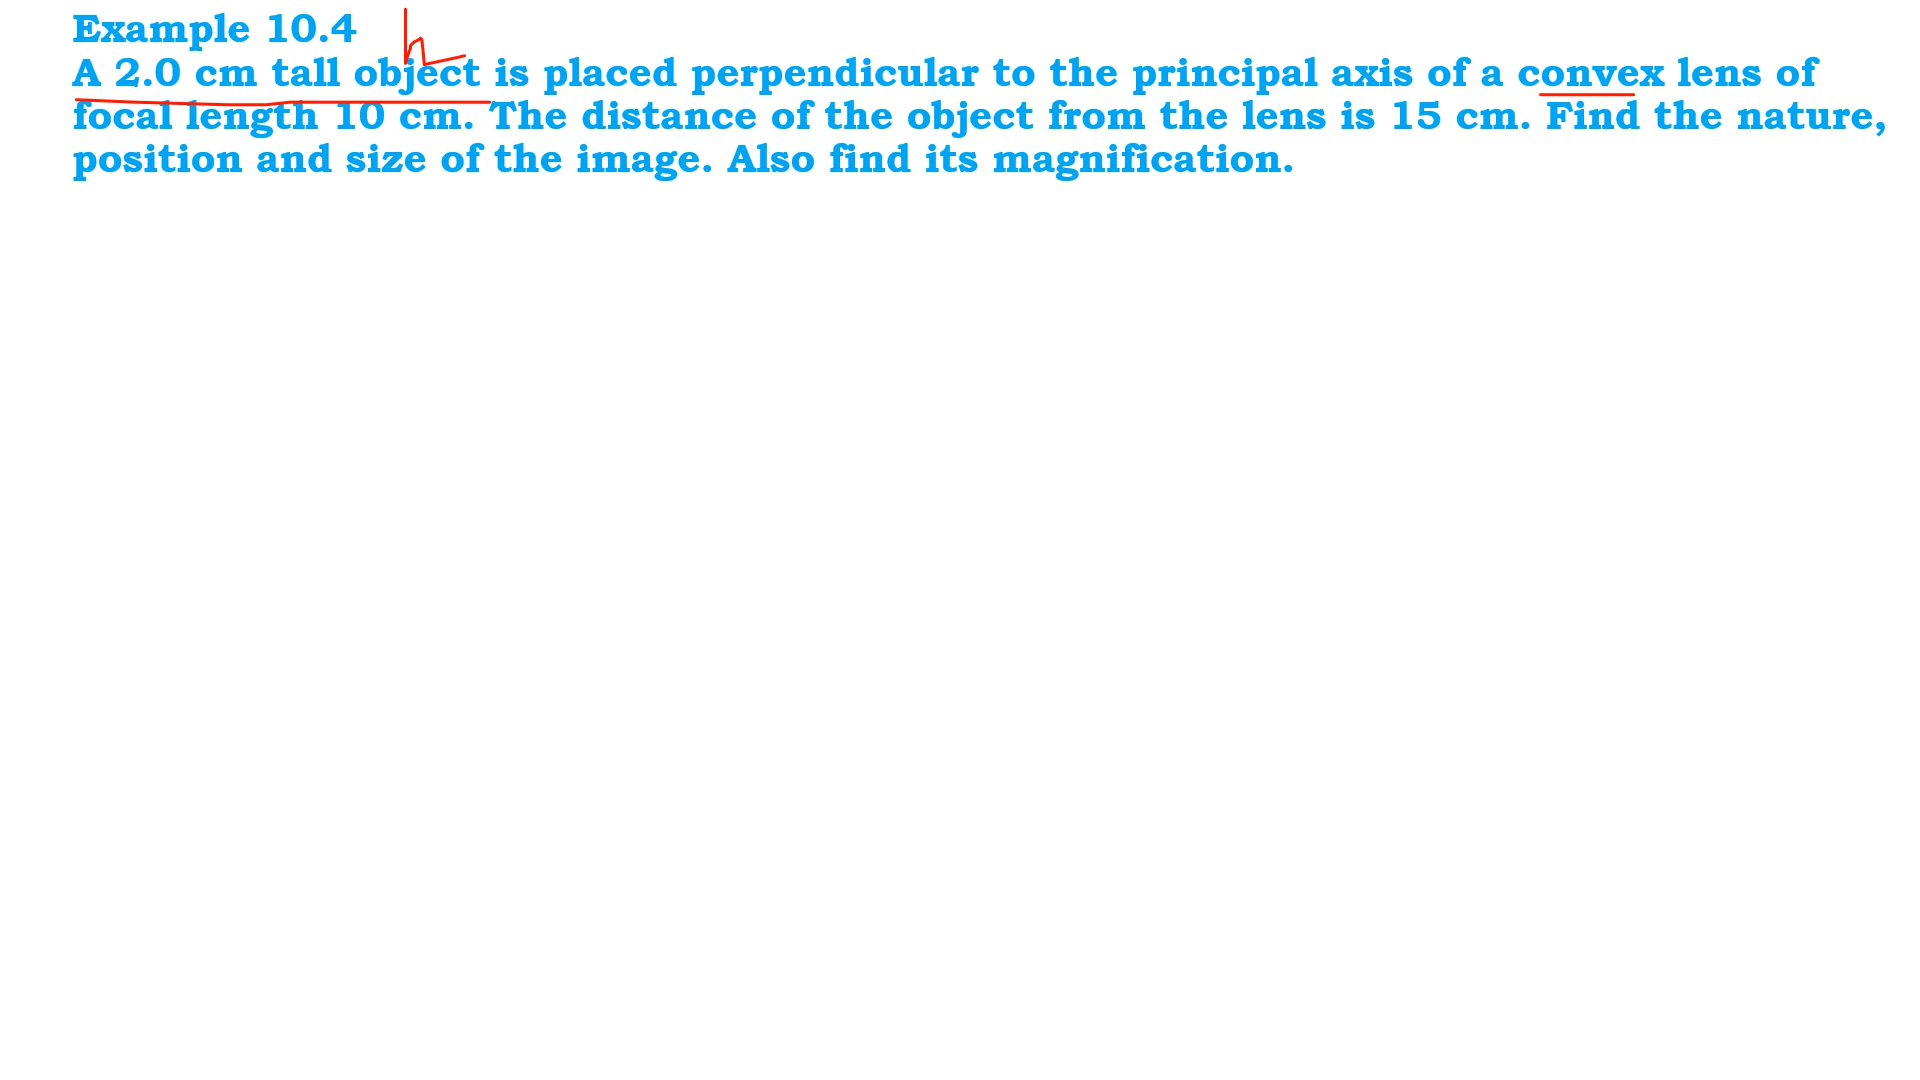 Example 10.4
h
A 2.0 cm tall object is placed perpendicular to the principal axis of a convex lens of
focal length 10 cm. The distance of the object from the lens is 15 cm. Find the nature,
position and size of the image. Also find its magnification.